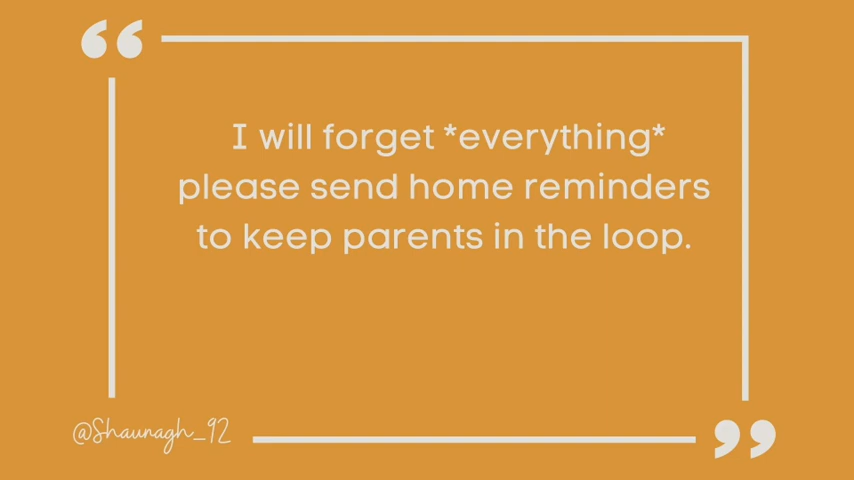 I will forget *everything*
please send home reminders
to keep parents in the loop.
@Shaunagh_92